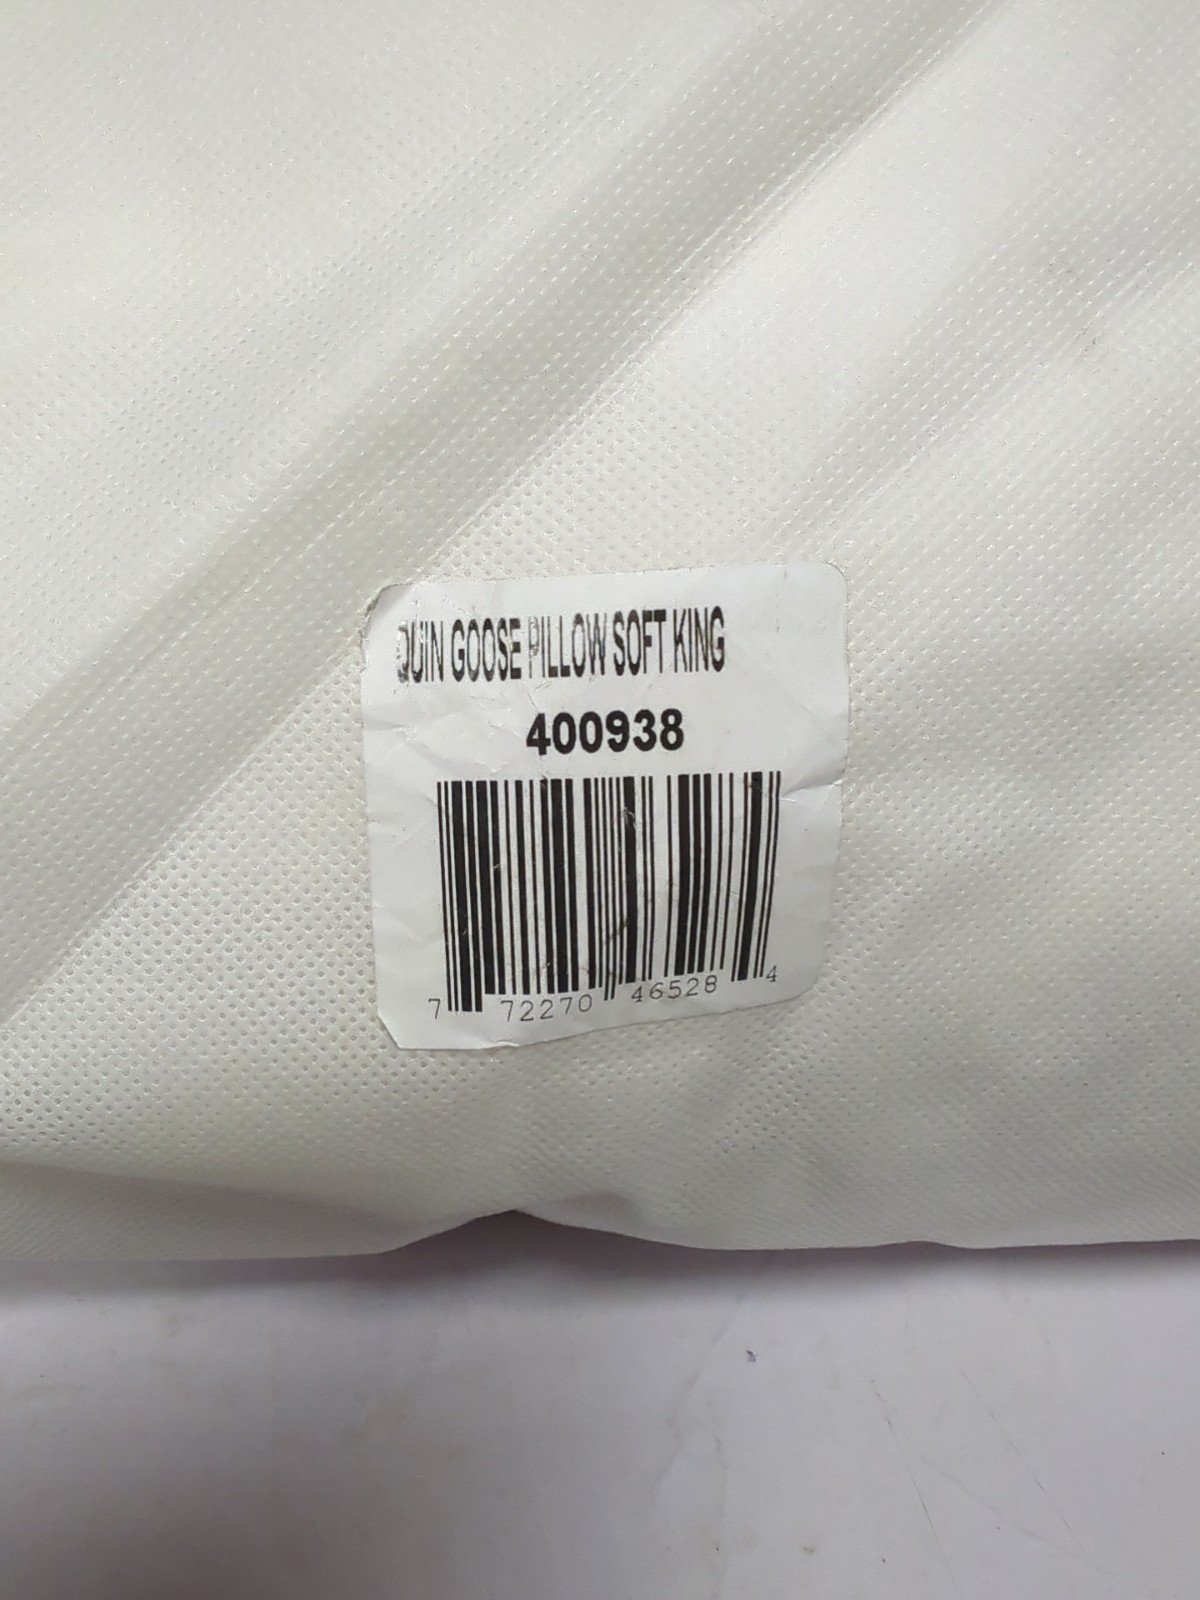 QUIN GOOSE PILLOW SOFT KING
400938
7 72270 46528 4